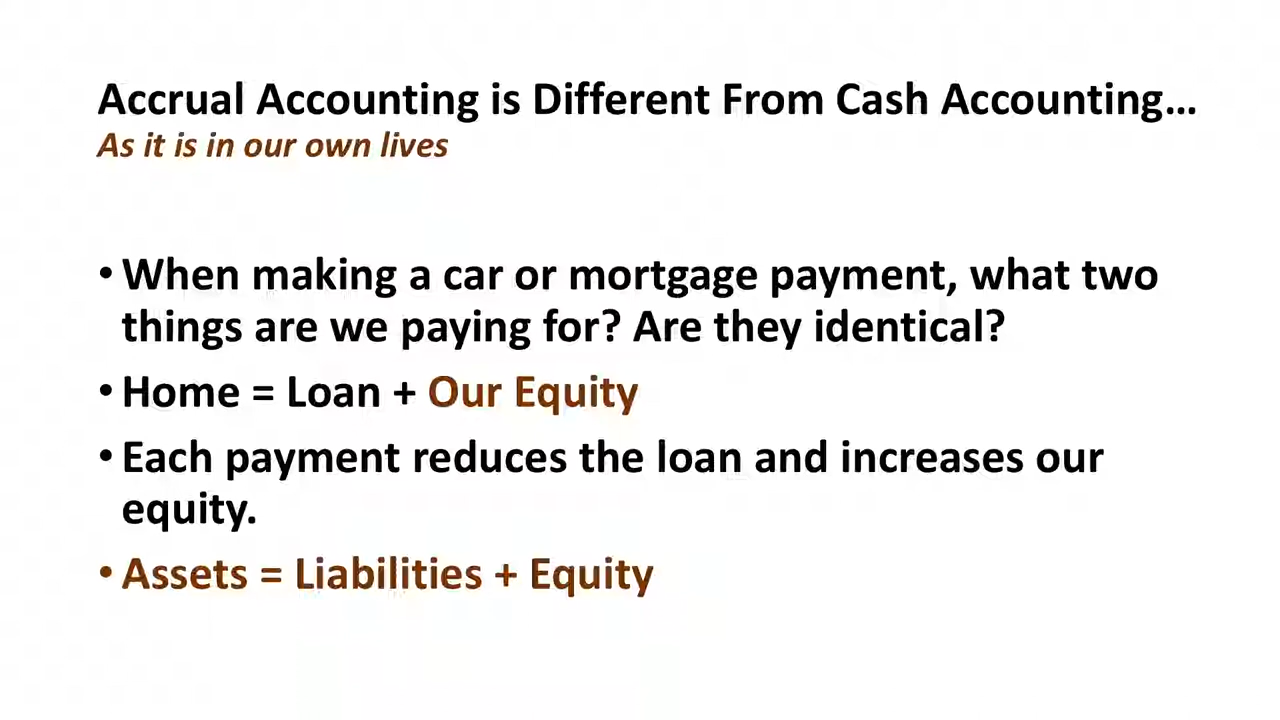 Accrual Accounting is Different From Cash Accounting...
As it is in our own lives
• When making a car or mortgage payment, what two
things are we paying for? Are they identical?
• Home = Loan + Our Equity
• Each payment reduces the loan and increases our
equity.
• Assets = Liabilities + Equity